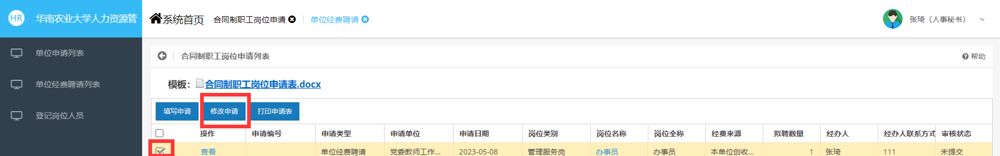 HR 华南农业大学人力资源管 系统首页 合同制职工岗位申请 单位经费聘请 张琦（人事秘书）
单位申请列表
单位经费聘请列表
登记岗位人员
合同制职工岗位申请列表 帮助
模板：合同制职工岗位申请表.docx
填写申请 修改申请 打印申请表
操作 申请编号 申请类型 申请单位 申请日期 岗位类别 岗位名称 岗位全称 经费来源 拟聘数量 经办人 经办人联系方式 审核状态
查看 单位经费聘请 党委教师工作... 2023-05-08 管理服务岗 办事员 办事员 本单位创收... 1 张琦 111 未提交